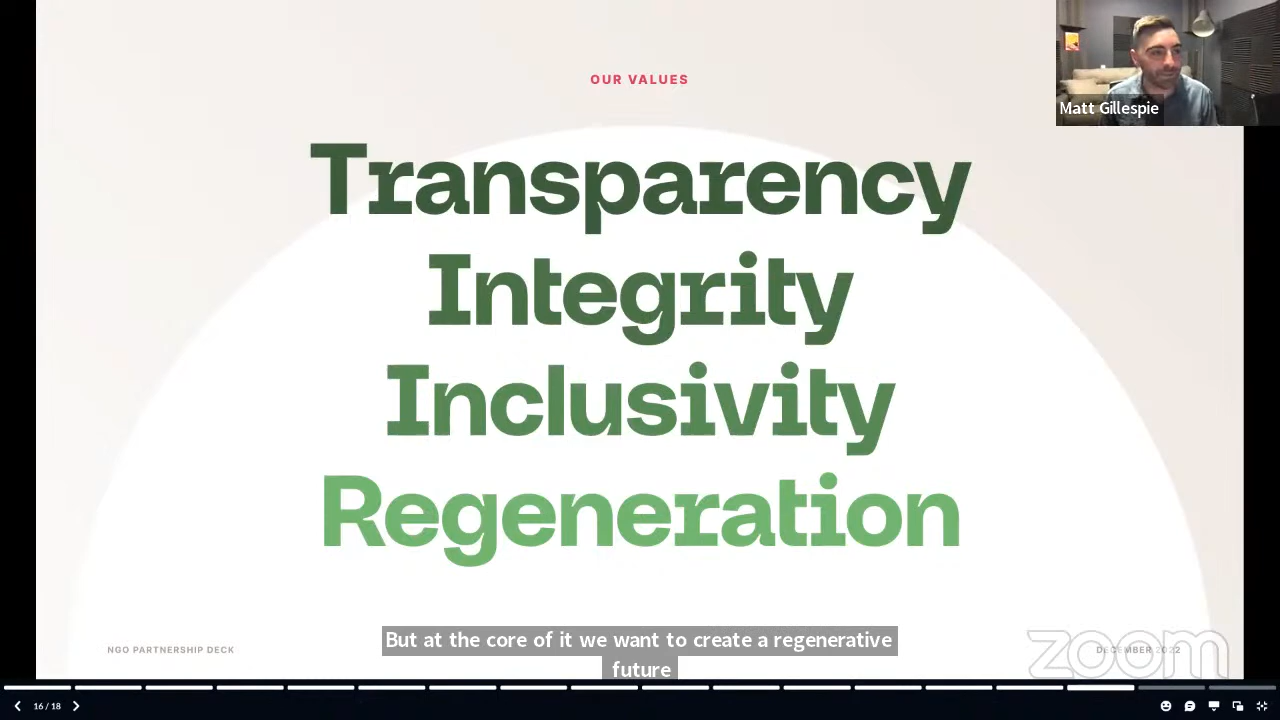 OUR VALUES
Matt Gillespie
Transparency
Integrity
Inclusivity
Regeneration
But at the core of it we want to create a regenerative
future
NGO PARTNERSHIP DECK
DECEMBER 2022
zoom
16 / 18